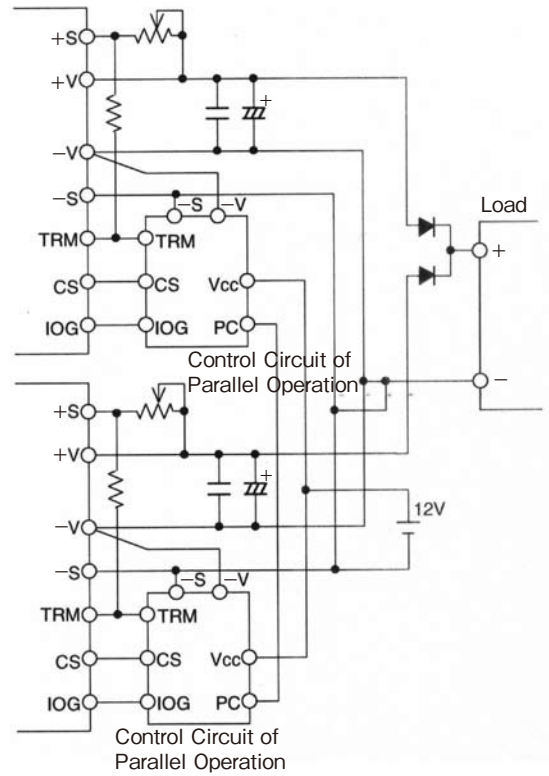 +S
+V
+
−V
−S
−S
−V
Load
TRM
TRM
+
CS
CS
Vcc
IOG
IOG
PC
Control Circuit of
Parallel Operation
−
+S
+V
+
12V
−V
−S
−S
−V
TRM
TRM
CS
CS
Vcc
IOG
IOG
PC
Control Circuit of
Parallel Operation